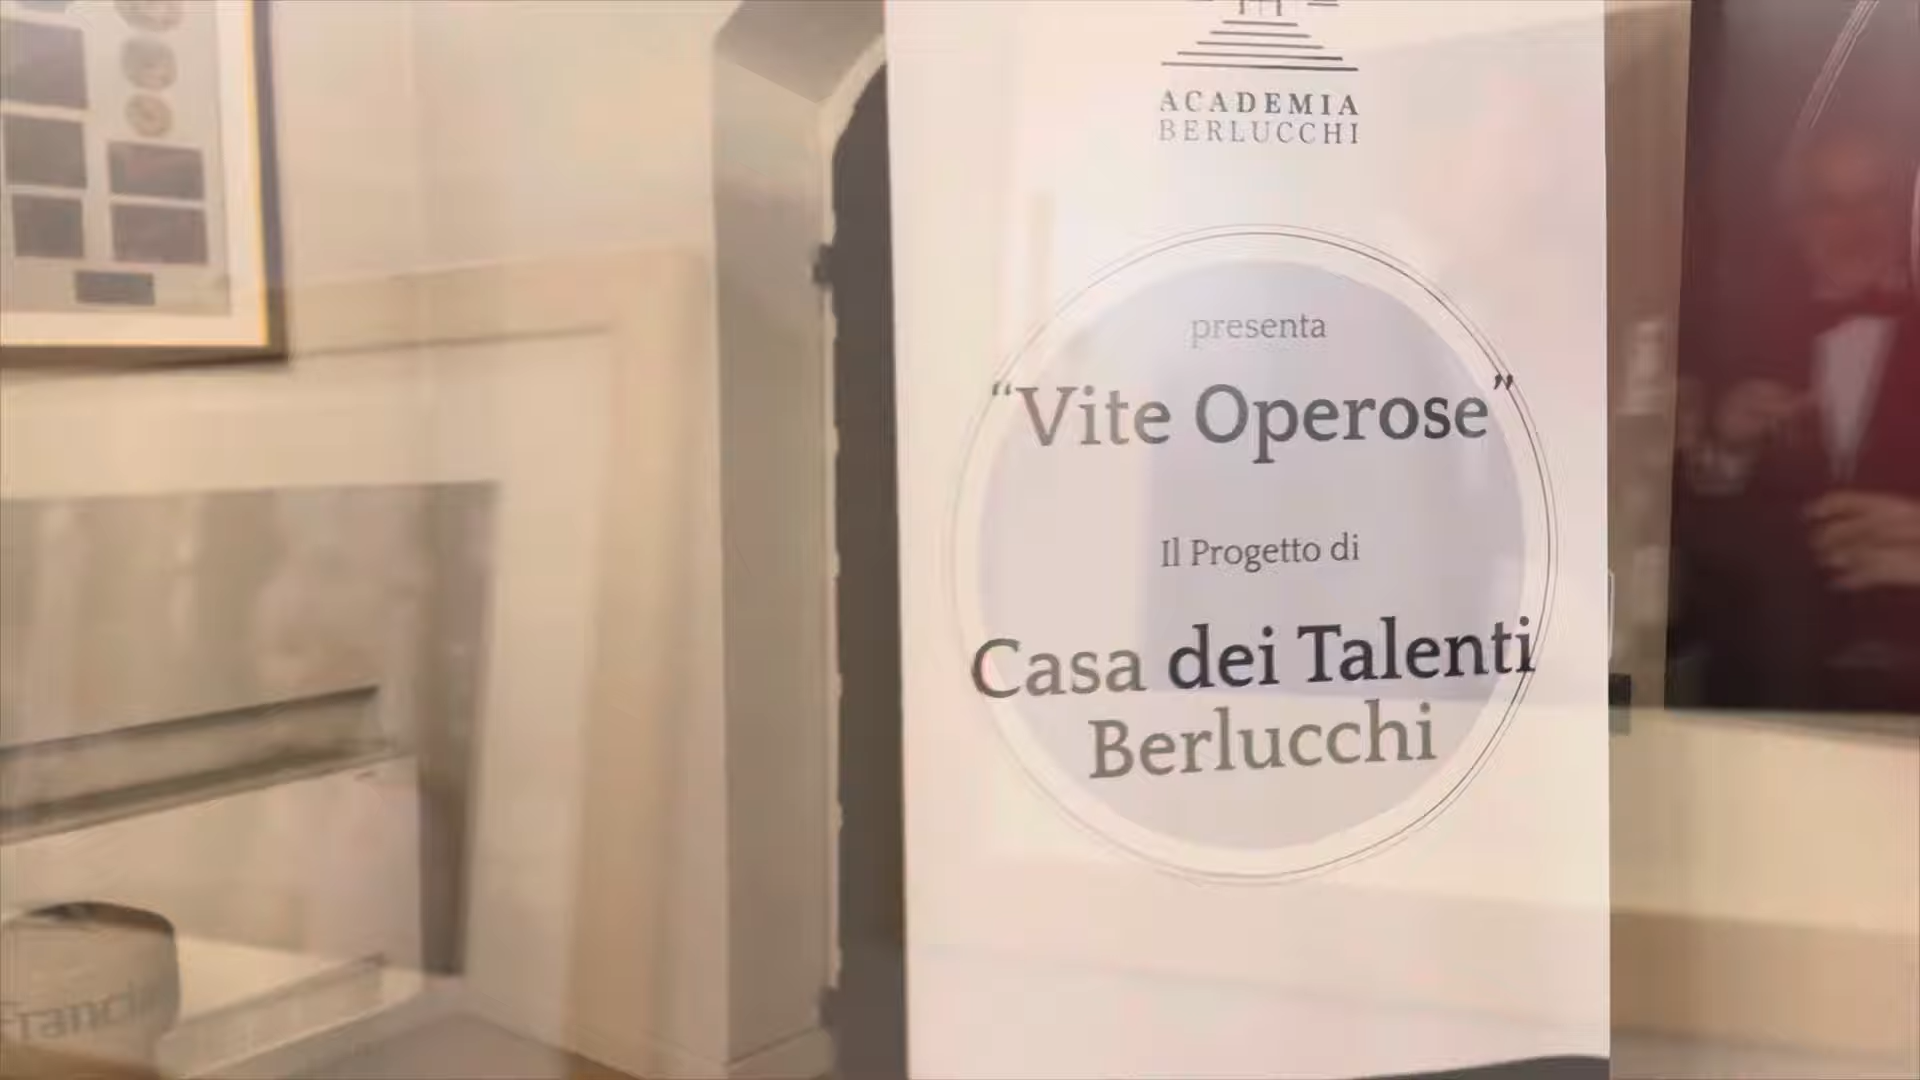 ACADEMIA
BERLUCCHI
presenta
“Vite Operose”
Il Progetto di
Casa dei Talenti
Berlucchi